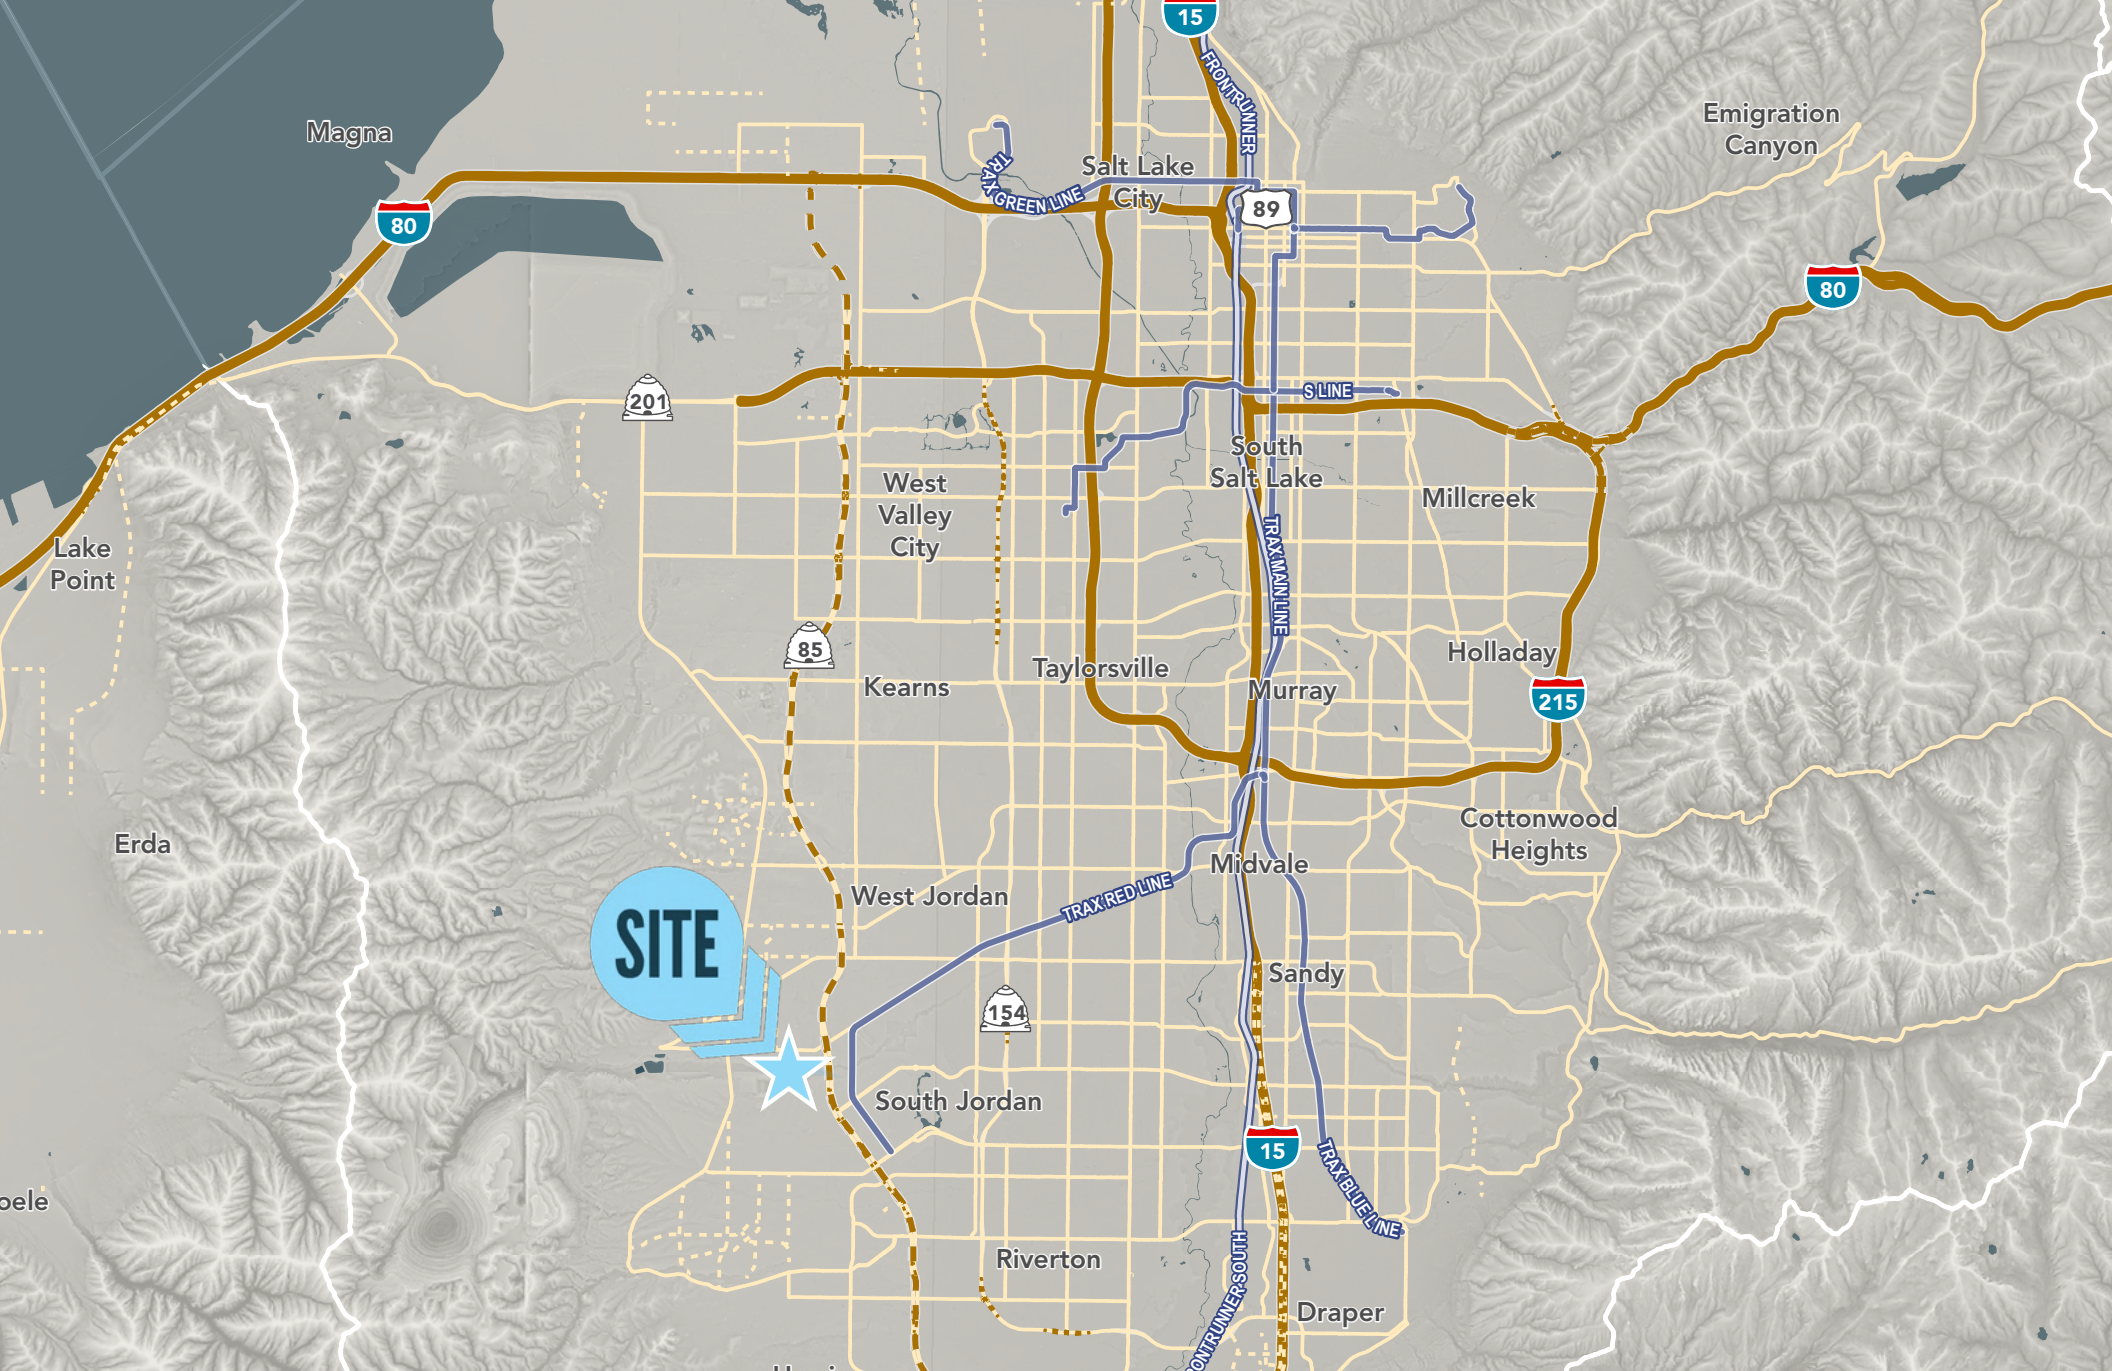 15
FRONTRUNNER
Magna
Emigration
Canyon
Salt Lake
City
TRAX GREEN LINE
89
80
80
201
S LINE
South
Salt Lake
West
Valley
City
Millcreek
Lake
Point
TRAX MAIN LINE
85
Kearns
Taylorsville
Holladay
Murray
215
Erda
Cottonwood
Heights
Midvale
West Jordan
TRAX RED LINE
SITE
Sandy
154
South Jordan
15
TRAX BLUE LINE
oele
Riverton
ONTRUNNER SOUTH
Draper